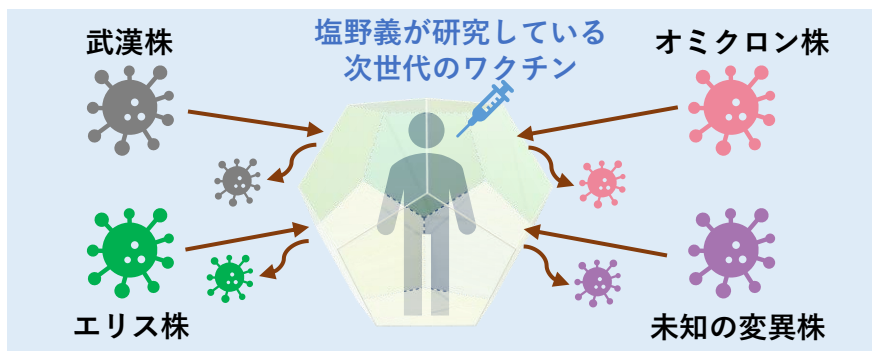 武漢株
塩野義が研究している
次世代のワクチン
オミクロン株
エリス株
未知の変異株